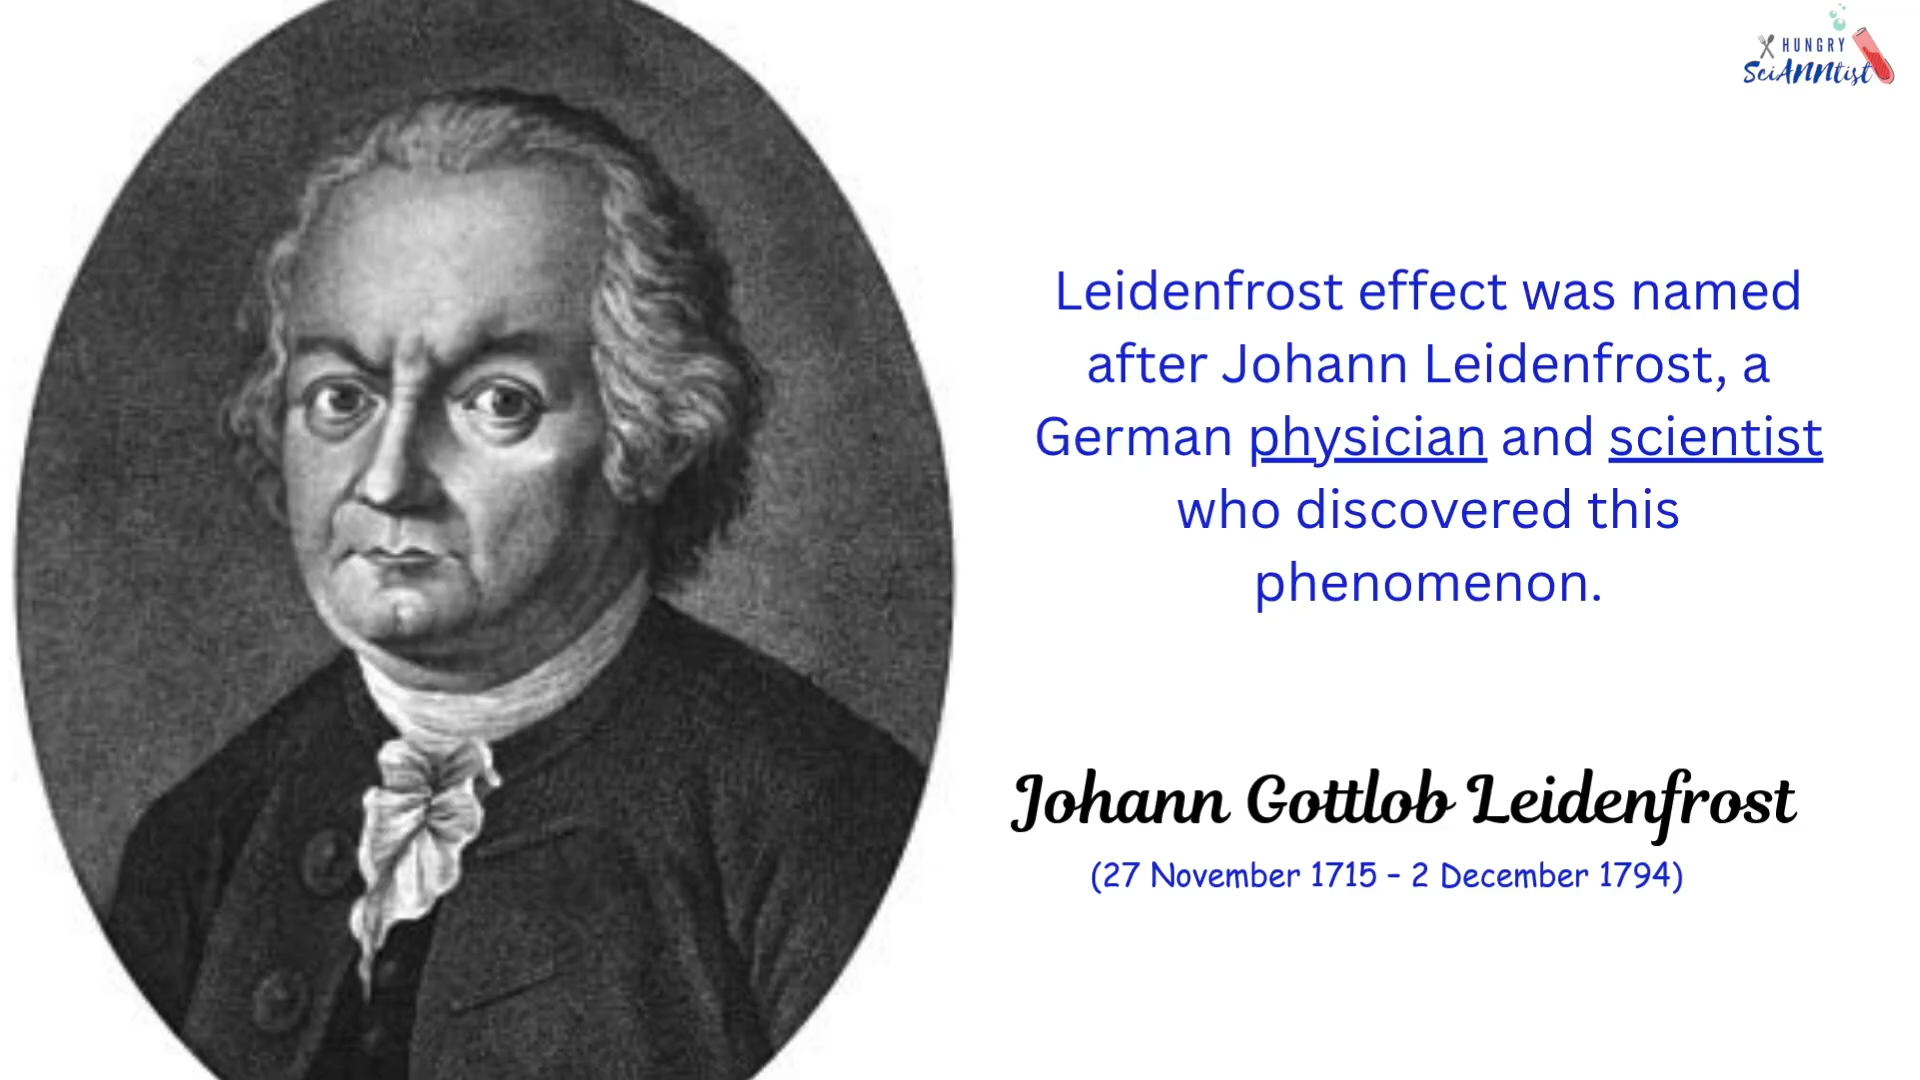 HUNGRY
SciANNtist
Leidenfrost effect was named
after Johann Leidenfrost, a
German physician and scientist
who discovered this
phenomenon.
Johann Gottlob Leidenfrost
(27 November 1715 – 2 December 1794)